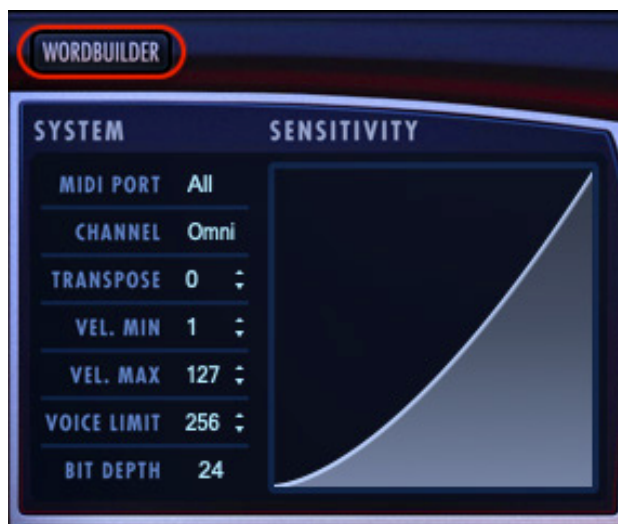 WORDBUILDER
SYSTEM SENSITIVITY
MIDI PORT All
CHANNEL Omni
TRANSPOSE 0
VEL. MIN 1
VEL. MAX 127
VOICE LIMIT 256
BIT DEPTH 24